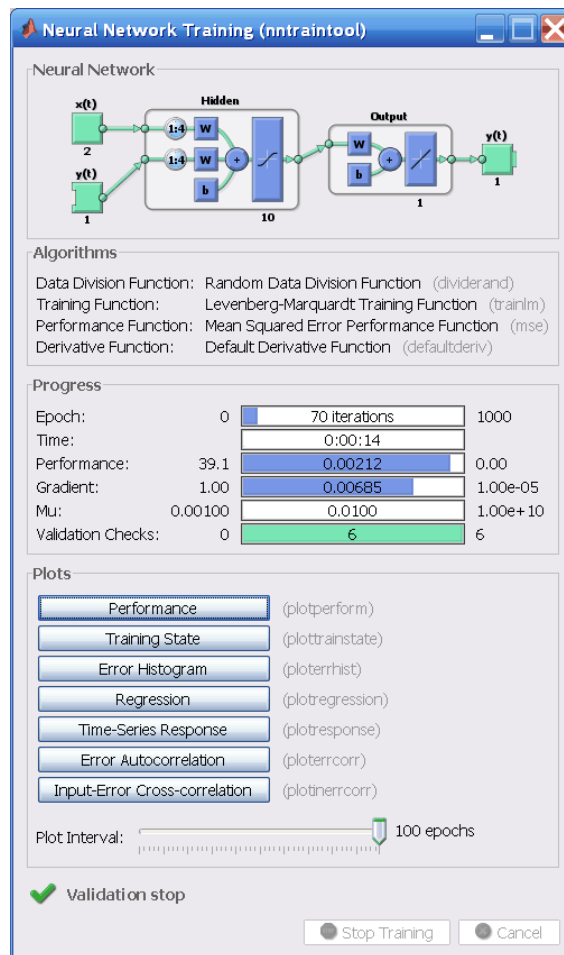 Neural Network Training (nntraintool)
Neural Network
Hidden
x(t)
1:4
W
Output
2
W
y(t)
y(t)
1:4
W
+
+
b
b
1
1
10
1
Algorithms
Data Division Function: Random Data Division Function (dividerand)
Training Function: Levenberg-Marquardt Training Function (trainlm)
Performance Function: Mean Squared Error Performance Function (mse)
Derivative Function: Default Derivative Function (defaultderiv)
Progress
Epoch: 0 70 iterations 1000
Time: 0:00:14
Performance: 39.1 0.00212 0.00
Gradient: 1.00 0.00685 1.00e-05
Mu: 0.00100 0.0100 1.00e+10
Validation Checks: 0 6 6
Plots
Performance (plotperform)
Training State (plottrainstate)
Error Histogram (ploterrhist)
Regression (plotregression)
Time-Series Response (plotresponse)
Error Autocorrelation (ploterrcorr)
Input-Error Cross-correlation (plotinerrcorr)
Plot Interval: 100 epochs
Validation stop
Stop Training Cancel